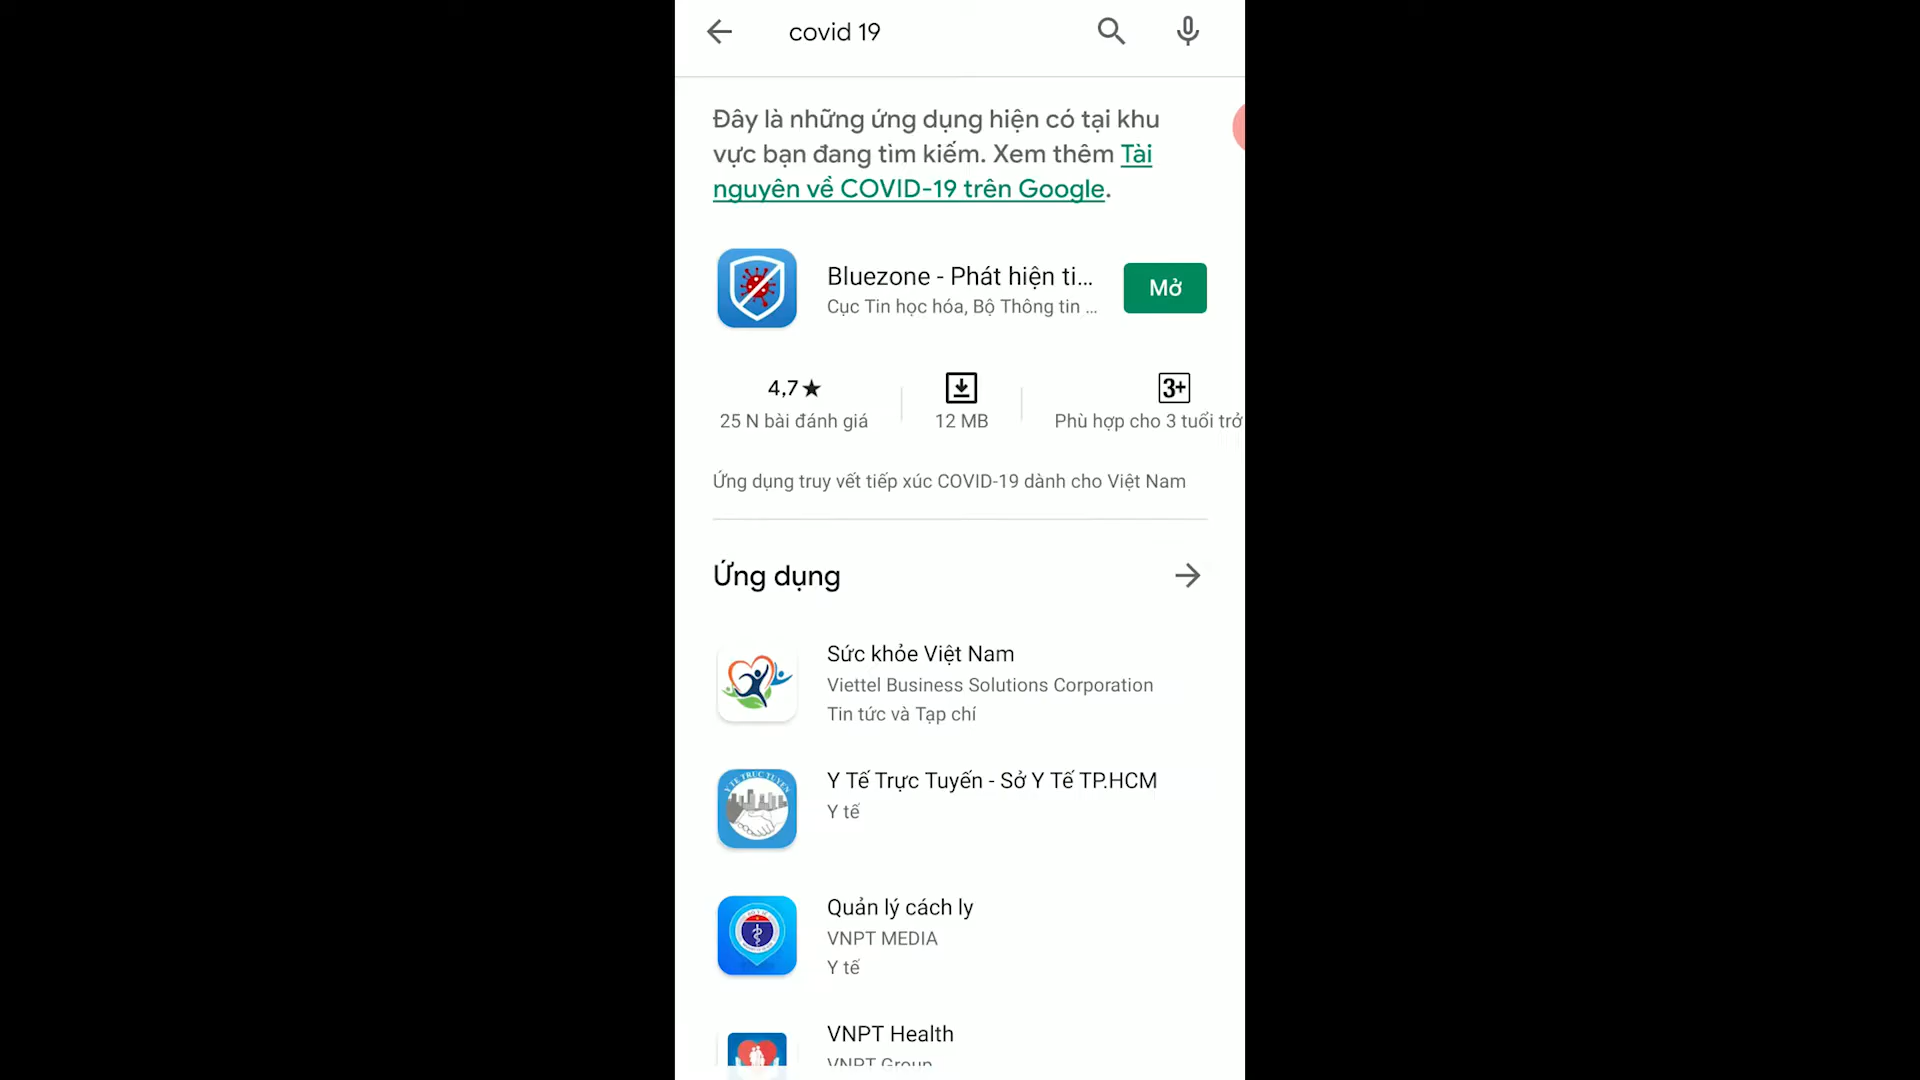 covid 19
Đây là những ứng dụng hiện có tại khu
vực bạn đang tìm kiếm. Xem thêm Tài
nguyên về COVID-19 trên Google.
Bluezone - Phát hiện ti...
Cục Tin học hóa, Bộ Thông tin ...
Mở
4,7★
25 N bài đánh giá
12 MB
3+
Phù hợp cho 3 tuổi trở
Ứng dụng truy vết tiếp xúc COVID-19 dành cho Việt Nam
Ứng dụng
Sức khỏe Việt Nam
Viettel Business Solutions Corporation
Tin tức và Tạp chí
Y TẾ TRỰC TUYẾN
Y Tế Trực Tuyến - Sở Y Tế TP.HCM
Y tế
Quản lý cách ly
VNPT MEDIA
Y tế
VNPT Health
VNPT Group